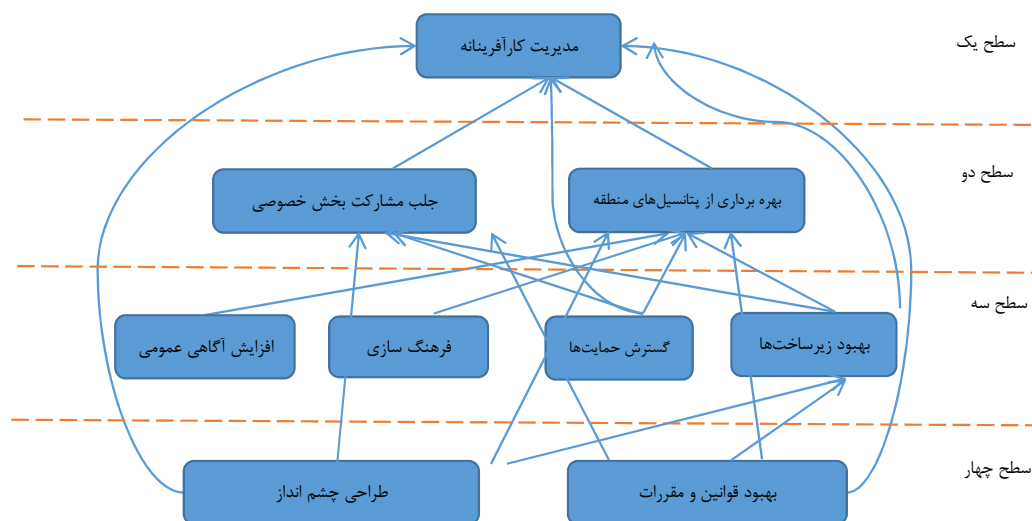 مدیریت کارآفرینانه
سطح یک
سطح دو
بهره برداری از پتانسیل‌های منطقه
جلب مشارکت بخش خصوصی
سطح سه
بهبود زیرساخت‌ها
گسترش حمایت‌ها
فرهنگ سازی
افزایش آگاهی عمومی
سطح چهار
بهبود قوانین و مقررات
طراحی چشم انداز